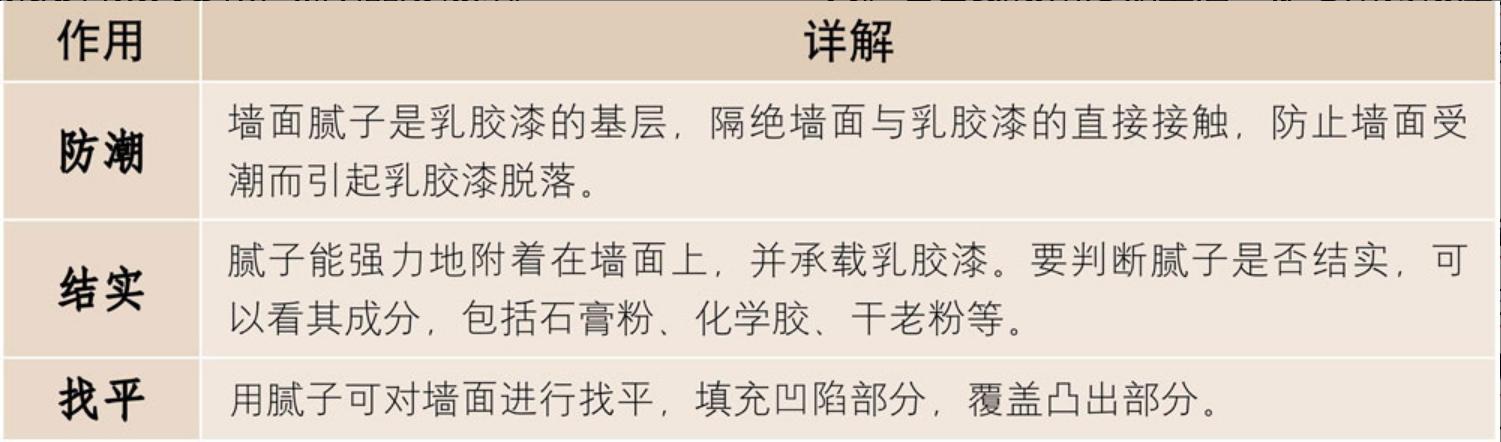 作用
详解
防潮
墙面腻子是乳胶漆的基层，隔绝墙面与乳胶漆的直接接触，防止墙面受
潮而引起乳胶漆脱落。
结实
腻子能强力地附着在墙面上，并承载乳胶漆。要判断腻子是否结实，可
以看其成分，包括石膏粉、化学胶、干老粉等。
找平
用腻子可对墙面进行找平，填充凹陷部分，覆盖凸出部分。